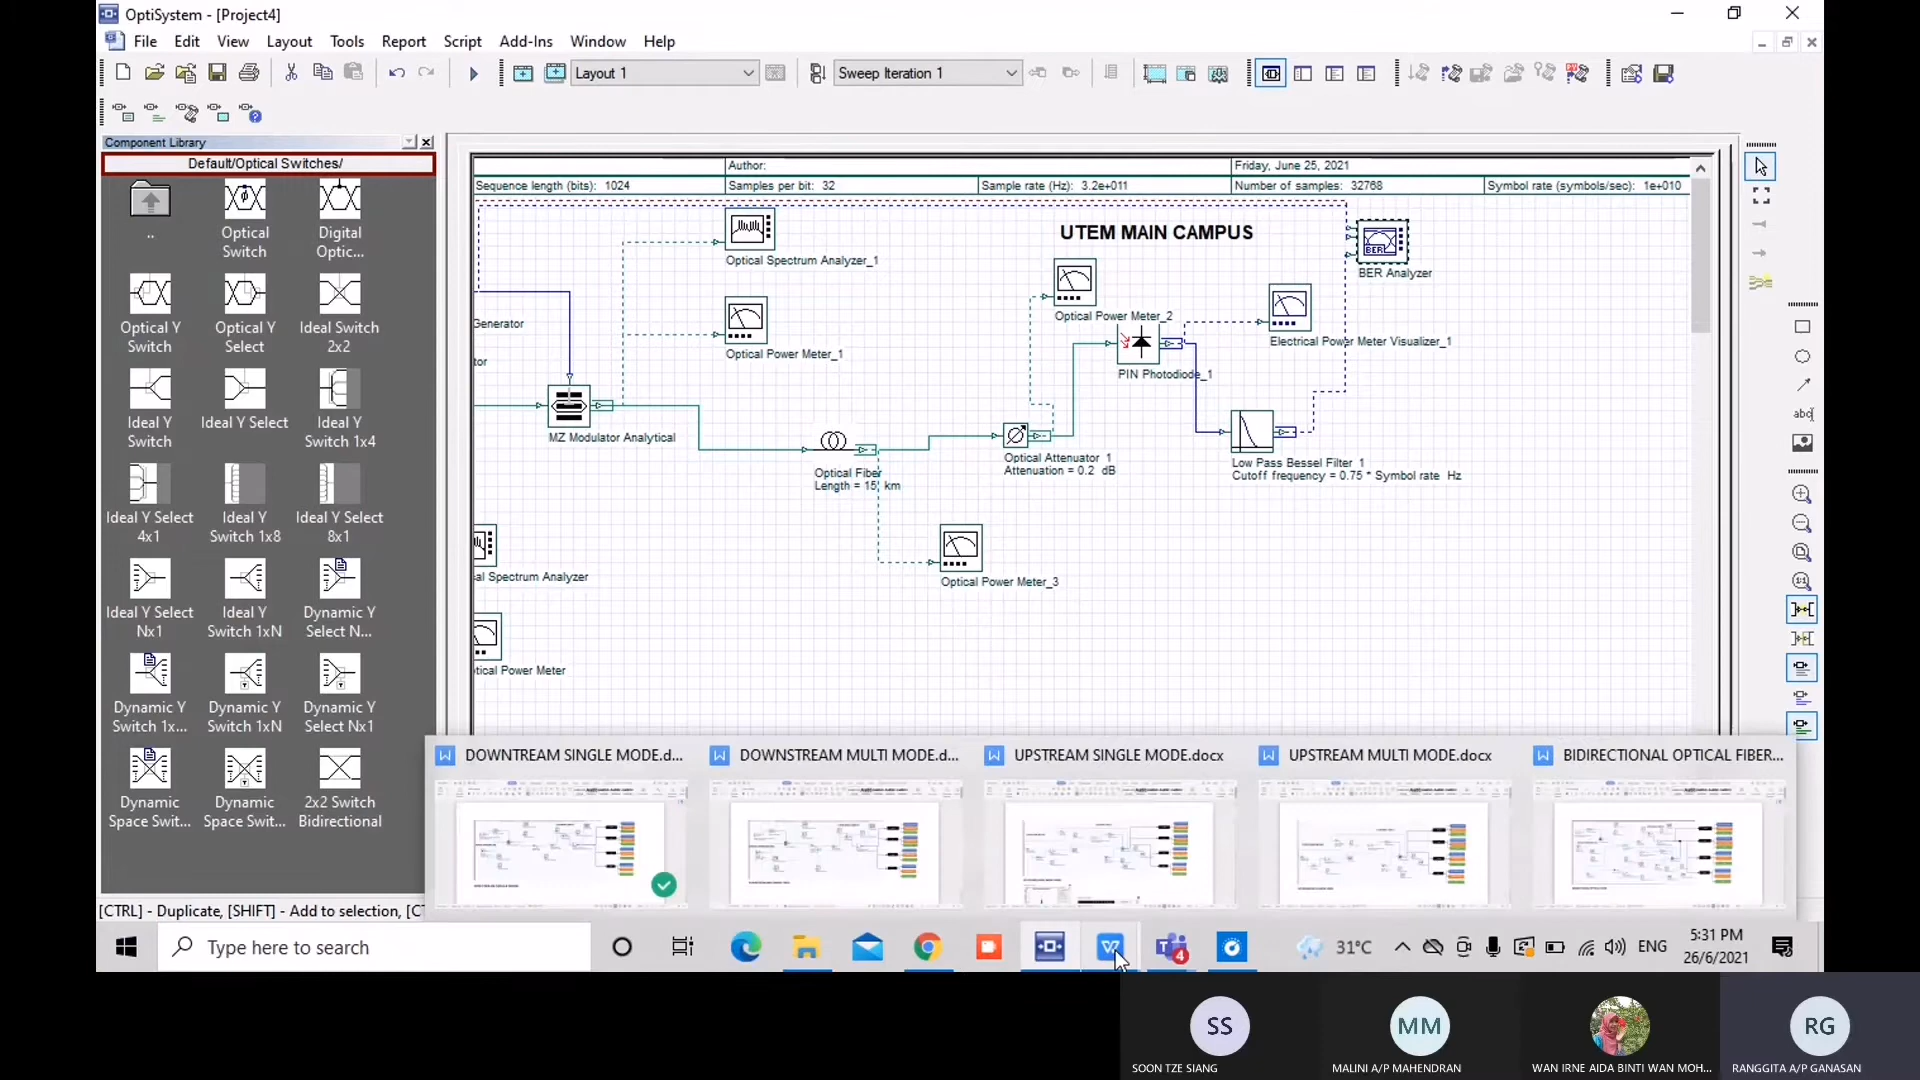 OptiSystem - [Project4]
File Edit View Layout Tools Report Script Add-Ins Window Help
Layout 1
Sweep Iteration 1
Component Library
Default/Optical Switches/
..
Optical Switch
Digital Optic...
Optical Y Switch
Optical Y Select
Ideal Switch 2x2
Ideal Y Switch
Ideal Y Select
Ideal Y Switch 1x4
Ideal Y Select 4x1
Ideal Y Switch 1x8
Ideal Y Select 8x1
Ideal Y Select Nx1
Ideal Y Switch 1xN
Dynamic Y Select N...
Dynamic Y Switch 1x...
Dynamic Y Switch 1xN
Dynamic Y Select Nx1
Dynamic Space Swit...
Dynamic Space Swit...
2x2 Switch Bidirectional
Author:
Friday, June 25, 2021
Sequence length (bits): 1024
Samples per bit: 32
Sample rate (Hz): 3.2e+011
Number of samples: 32768
Symbol rate (symbols/sec): 1e+010
UTEM MAIN CAMPUS
Optical Spectrum Analyzer_1
BER
BER Analyzer
Optical Power Meter_2
Generator
Electrical Power Meter Visualizer_1
Optical Power Meter_1
tor
PIN Photodiode_1
MZ Modulator Analytical
Optical Fiber
Length = 15 km
Optical Attenuator_1
Attenuation = 0.2 dB
Low Pass Bessel Filter_1
Cutoff frequency = 0.75 * Symbol rate Hz
al Spectrum Analyzer
Optical Power Meter_3
tical Power Meter
abc
1:1
DOWNTREAM SINGLE MODE.d...
DOWNSTREAM MULTI MODE.d...
UPSTREAM SINGLE MODE.docx
UPSTREAM MULTI MODE.docx
BIDIRECTIONAL OPTICAL FIBER...
[CTRL] - Duplicate, [SHIFT] - Add to selection, [CT
Type here to search
4
31°C
ENG
5:31 PM
26/6/2021
SS
MM
RG
SOON TZE SIANG
MALINI A/P MAHENDRAN
WAN IRNE AIDA BINTI WAN MOH...
RANGGITA A/P GANASAN